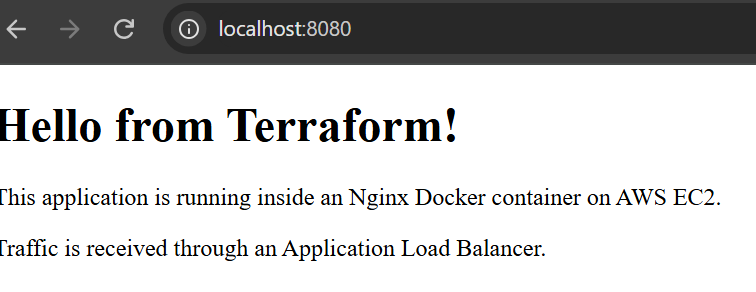 localhost:8080
Hello from Terraform!
This application is running inside an Nginx Docker container on AWS EC2.
Traffic is received through an Application Load Balancer.